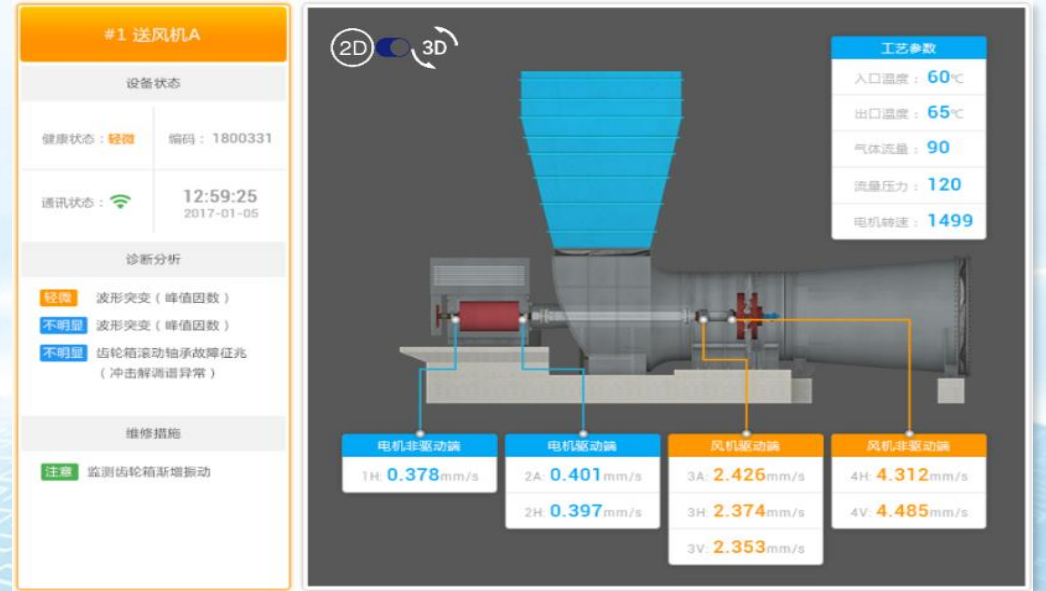 #1 送风机A
设备状态
健康状态：轻微
编码：1800331
通讯状态：
12:59:25
2017-01-05
诊断分析
轻微 波形突变（峰值因数）
不明显 波形突变（峰值因数）
不明显 齿轮箱滚动轴承故障征兆
（冲击解调谱异常）
维修措施
注意 监测齿轮箱渐增振动
2D 3D
工艺参数
入口温度：60℃
出口温度：65℃
气体流量：90
流量压力：120
电机转速：1499
电机非驱动端
1H: 0.378mm/s
电机驱动端
2A: 0.401mm/s
2H: 0.397mm/s
风机驱动端
3A: 2.426mm/s
3H: 2.374mm/s
3V: 2.353mm/s
风机非驱动端
4H: 4.312mm/s
4V: 4.485mm/s